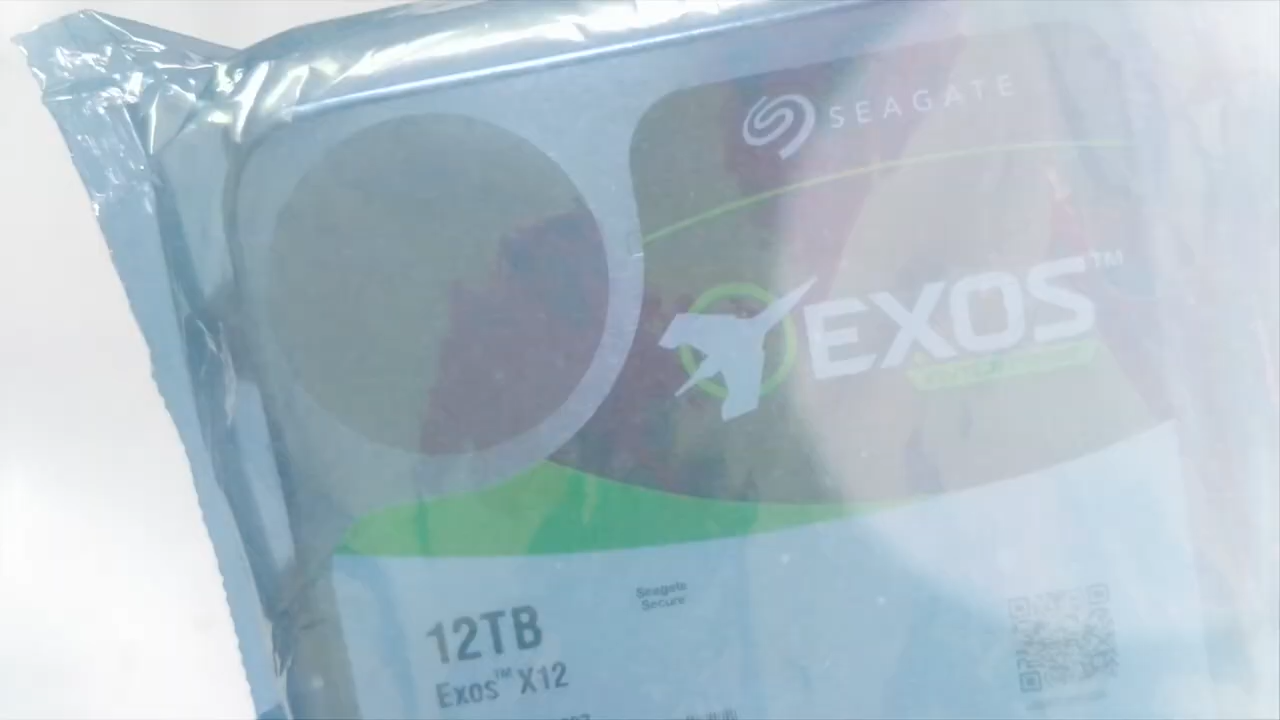 SEAGATE
EXOS™
Seagate
Secure
12TB
Exos™ X12